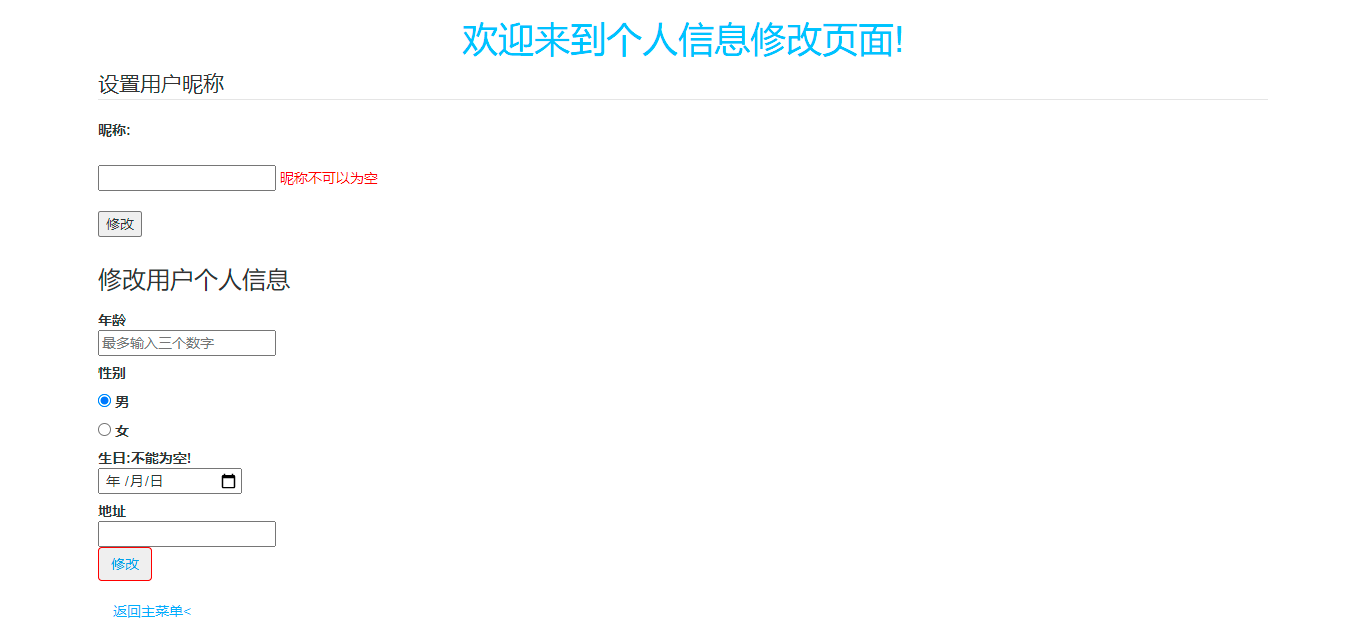 欢迎来到个人信息修改页面!
设置用户昵称
昵称:
昵称不可以为空
修改
修改用户个人信息
年龄
最多输入三个数字
性别
男
女
生日:不能为空!
年 /月/日
地址
修改
返回主菜单<